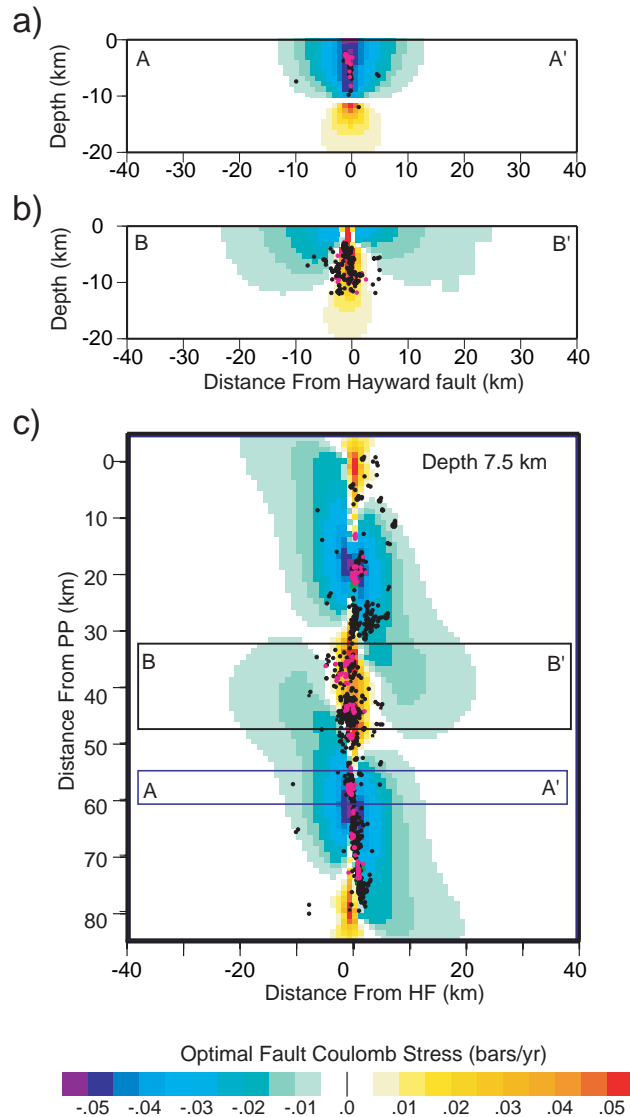 a)
0
-10
-20
Depth (km)
A A'
-40 -30 -20 -10 0 10 20 30 40
b)
0
-10
-20
Depth (km)
B B'
-40 -30 -20 -10 0 10 20 30 40
Distance From Hayward fault (km)
c)
Depth 7.5 km
0
10
20
30
40
50
60
70
80
Distance From PP (km)
B B'
A A'
-40 -20 0 20 40
Distance From HF (km)
Optimal Fault Coulomb Stress (bars/yr)
-.05 -.04 -.03 -.02 -.01 .0 .01 .02 .03 .04 .05